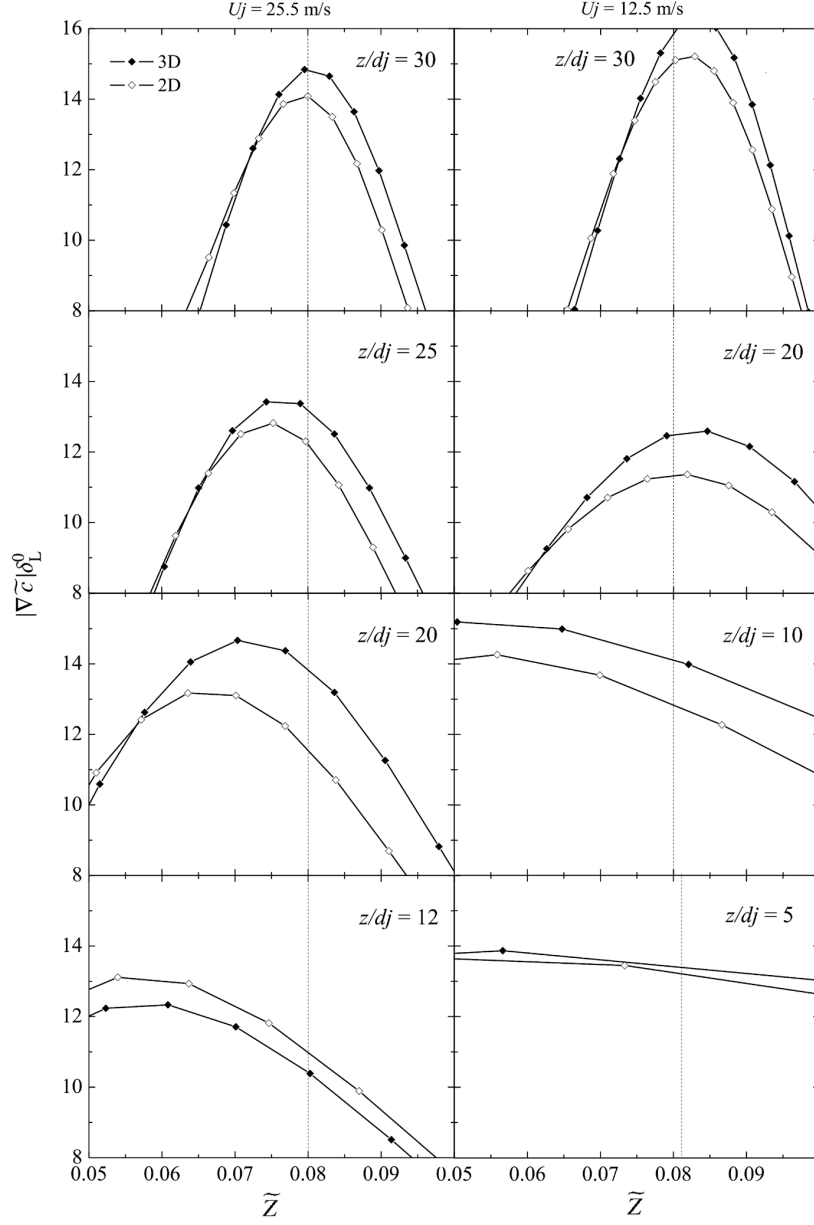 Uj = 25.5 m/s Uj = 12.5 m/s
16
3D
2D
z/dj = 30 z/dj = 30
14
12
10
8
z/dj = 25 z/dj = 20
14
12
10
8
|∇c̃|δ⁰_L
z/dj = 20 z/dj = 10
14
12
10
8
z/dj = 12 z/dj = 5
14
12
10
8
0.05 0.06 0.07 0.08 0.09 0.05 0.06 0.07 0.08 0.09
Z̃ Z̃